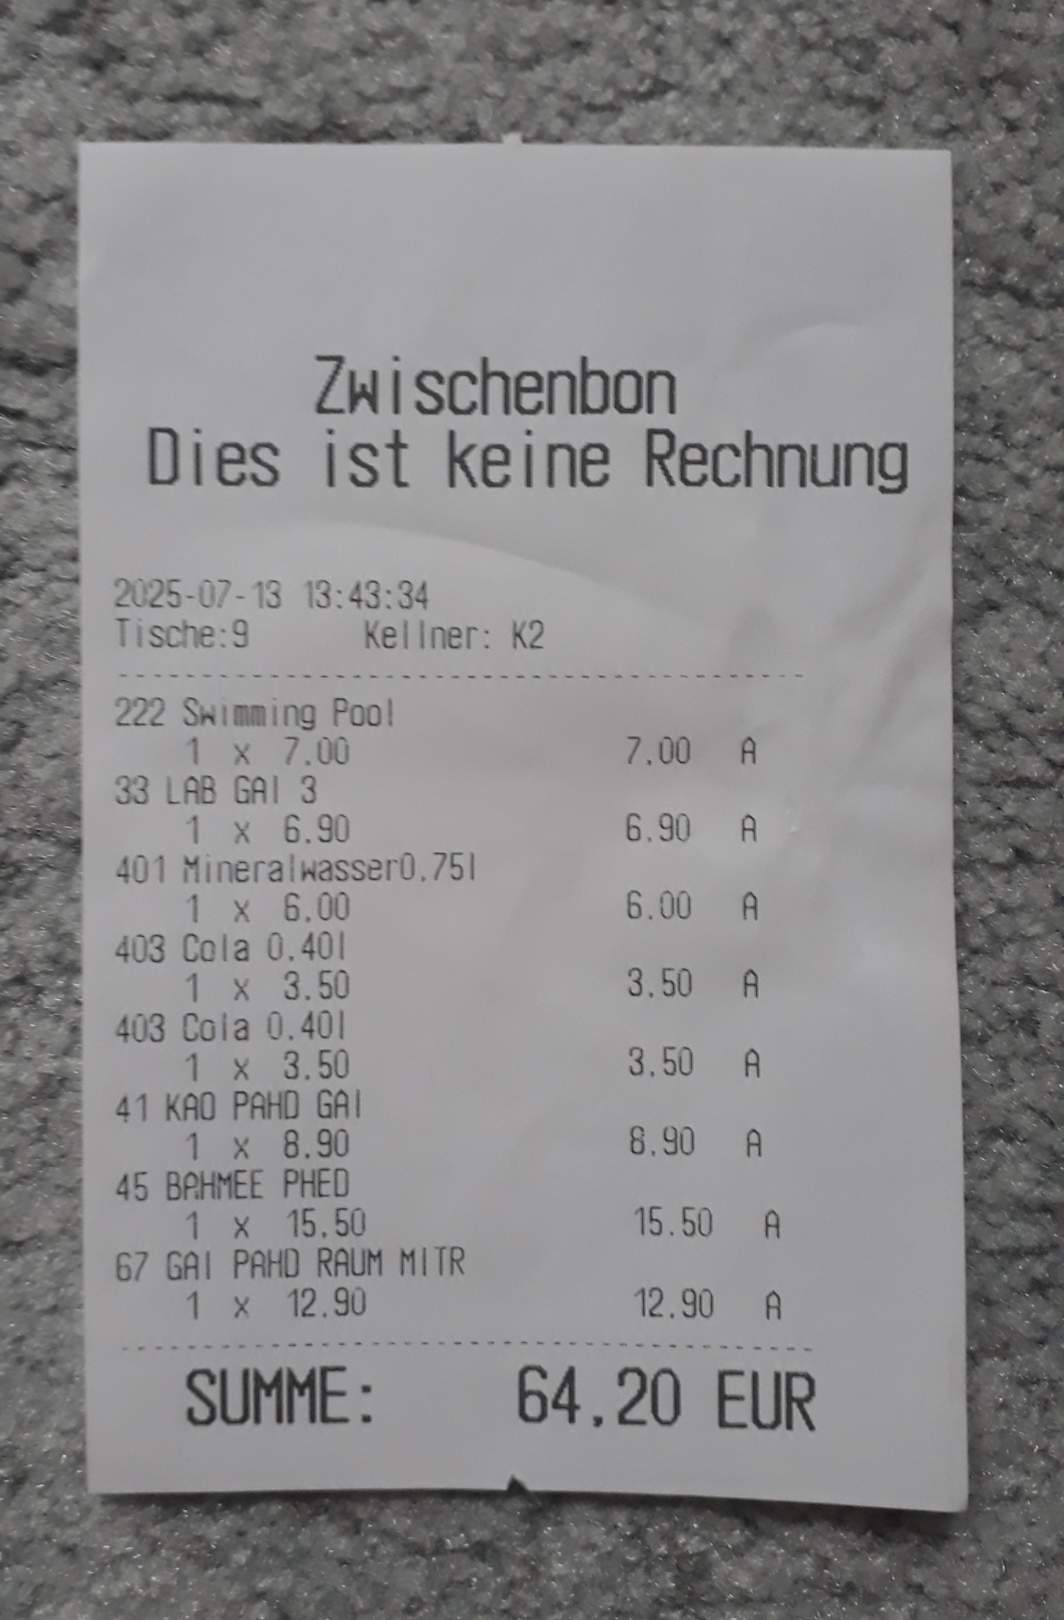 Zwischenbon
Dies ist keine Rechnung
2025-07-13 13:43:34
Tische:9 Kellner: K2
222 Swimming Pool
1 x 7.00 7.00 A
33 LAB GAI 3
1 x 6.90 6.90 A
401 Mineralwasser0.75l
1 x 6.00 6.00 A
403 Cola 0.40l
1 x 3.50 3.50 A
403 Cola 0.40l
1 x 3.50 3.50 A
41 KAO PAHD GAI
1 x 8.90 8.90 A
45 BAHMEE PHED
1 x 15.50 15.50 A
67 GAI PAHD RAUM MITR
1 x 12.90 12.90 A
SUMME: 64.20 EUR